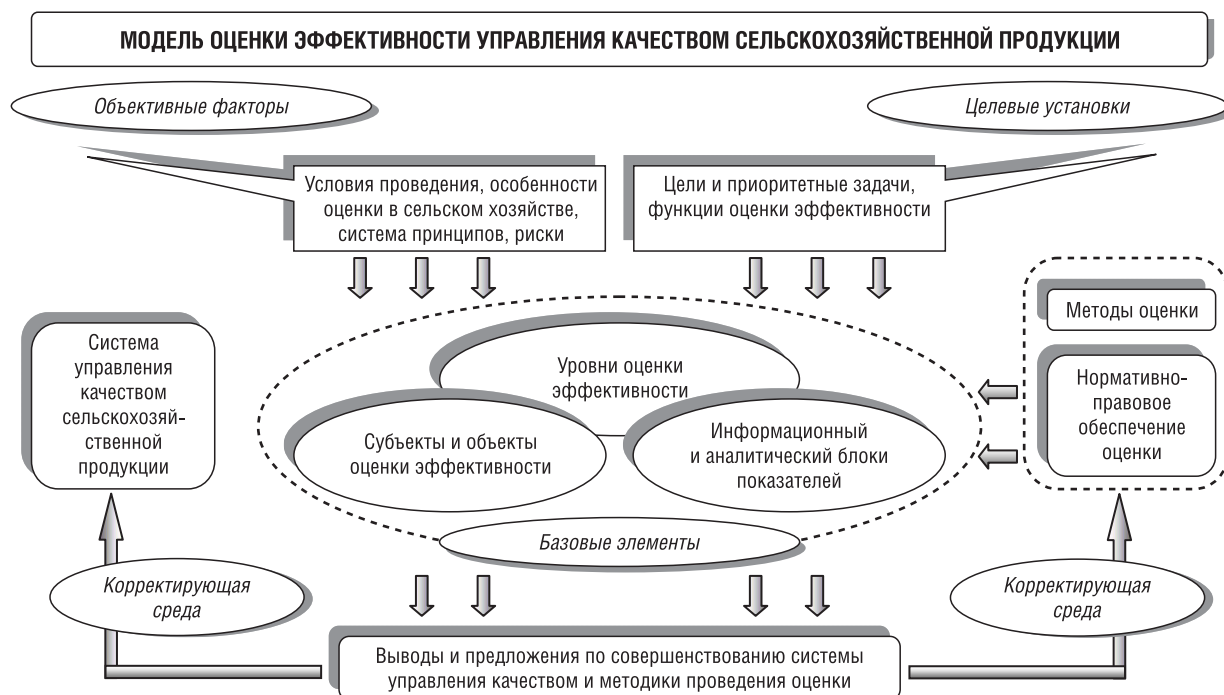 МОДЕЛЬ ОЦЕНКИ ЭФФЕКТИВНОСТИ УПРАВЛЕНИЯ КАЧЕСТВОМ СЕЛЬСКОХОЗЯЙСТВЕННОЙ ПРОДУКЦИИ
Объективные факторы
Целевые установки
Условия проведения, особенности
оценки в сельском хозяйстве,
система принципов, риски
Цели и приоритетные задачи,
функции оценки эффективности
Система
управления
качеством
сельскохозяй-
ственной
продукции
Уровни оценки
эффективности
Субъекты и объекты
оценки эффективности
Информационный
и аналитический блоки
показателей
Базовые элементы
Методы оценки
Нормативно-
правовое
обеспечение
оценки
Корректирующая
среда
Корректирующая
среда
Выводы и предложения по совершенствованию системы
управления качеством и методики проведения оценки